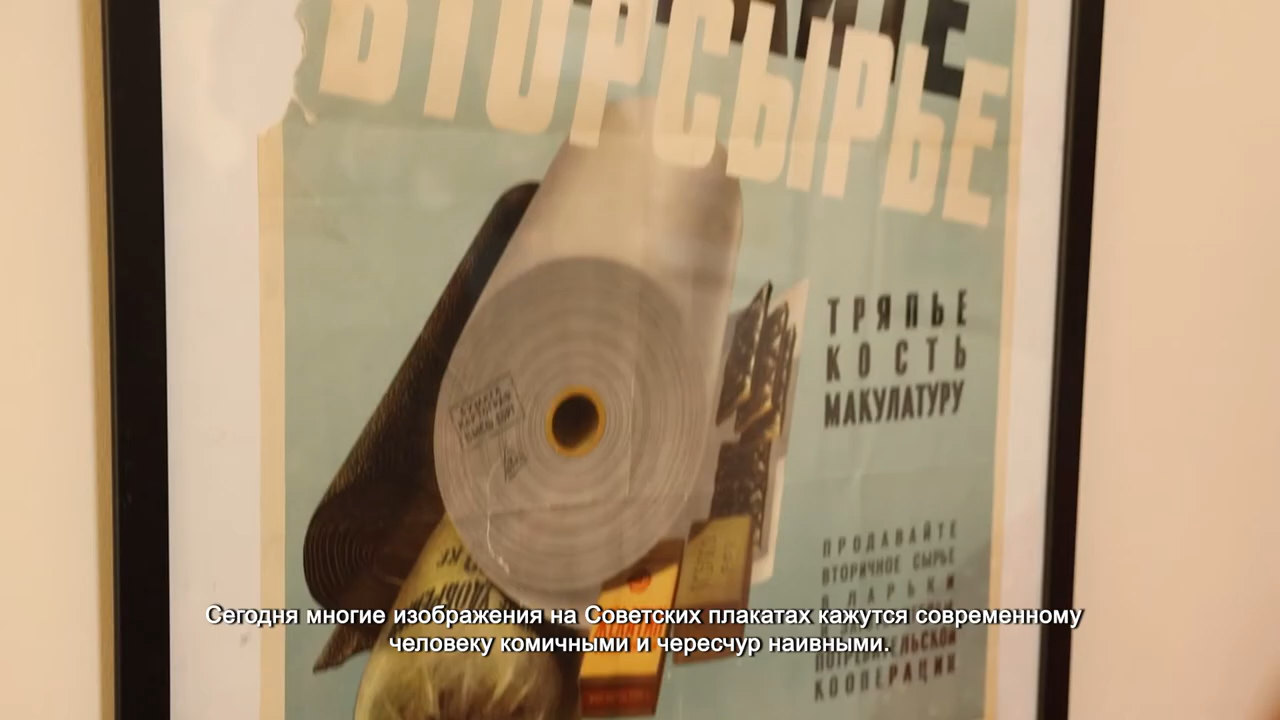 ВТОРСЫРЬЕ
ТРЯПЬЕ
КОСТЬ
МАКУЛАТУРУ
БУМАГА
ПРОДАВАЙТЕ
ВТОРИЧНОЕ СЫРЬЕ
В ЛАРЬКИ
КООПЕРАЦИИ
Сегодня многие изображения на Советских плакатах кажутся современному
человеку комичными и чересчур наивными.